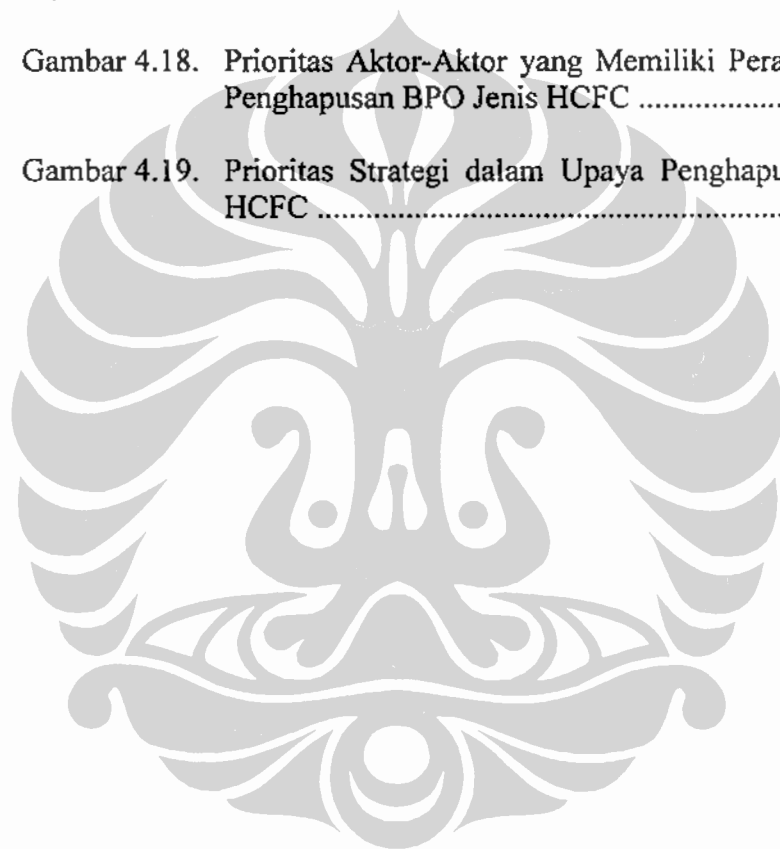 Gambar 4.18. Prioritas Aktor-Aktor yang Memiliki Pera
Penghapusan BPO Jenis HCFC ..................
Gambar 4.19. Prioritas Strategi dalam Upaya Penghapu
HCFC ..........................................................